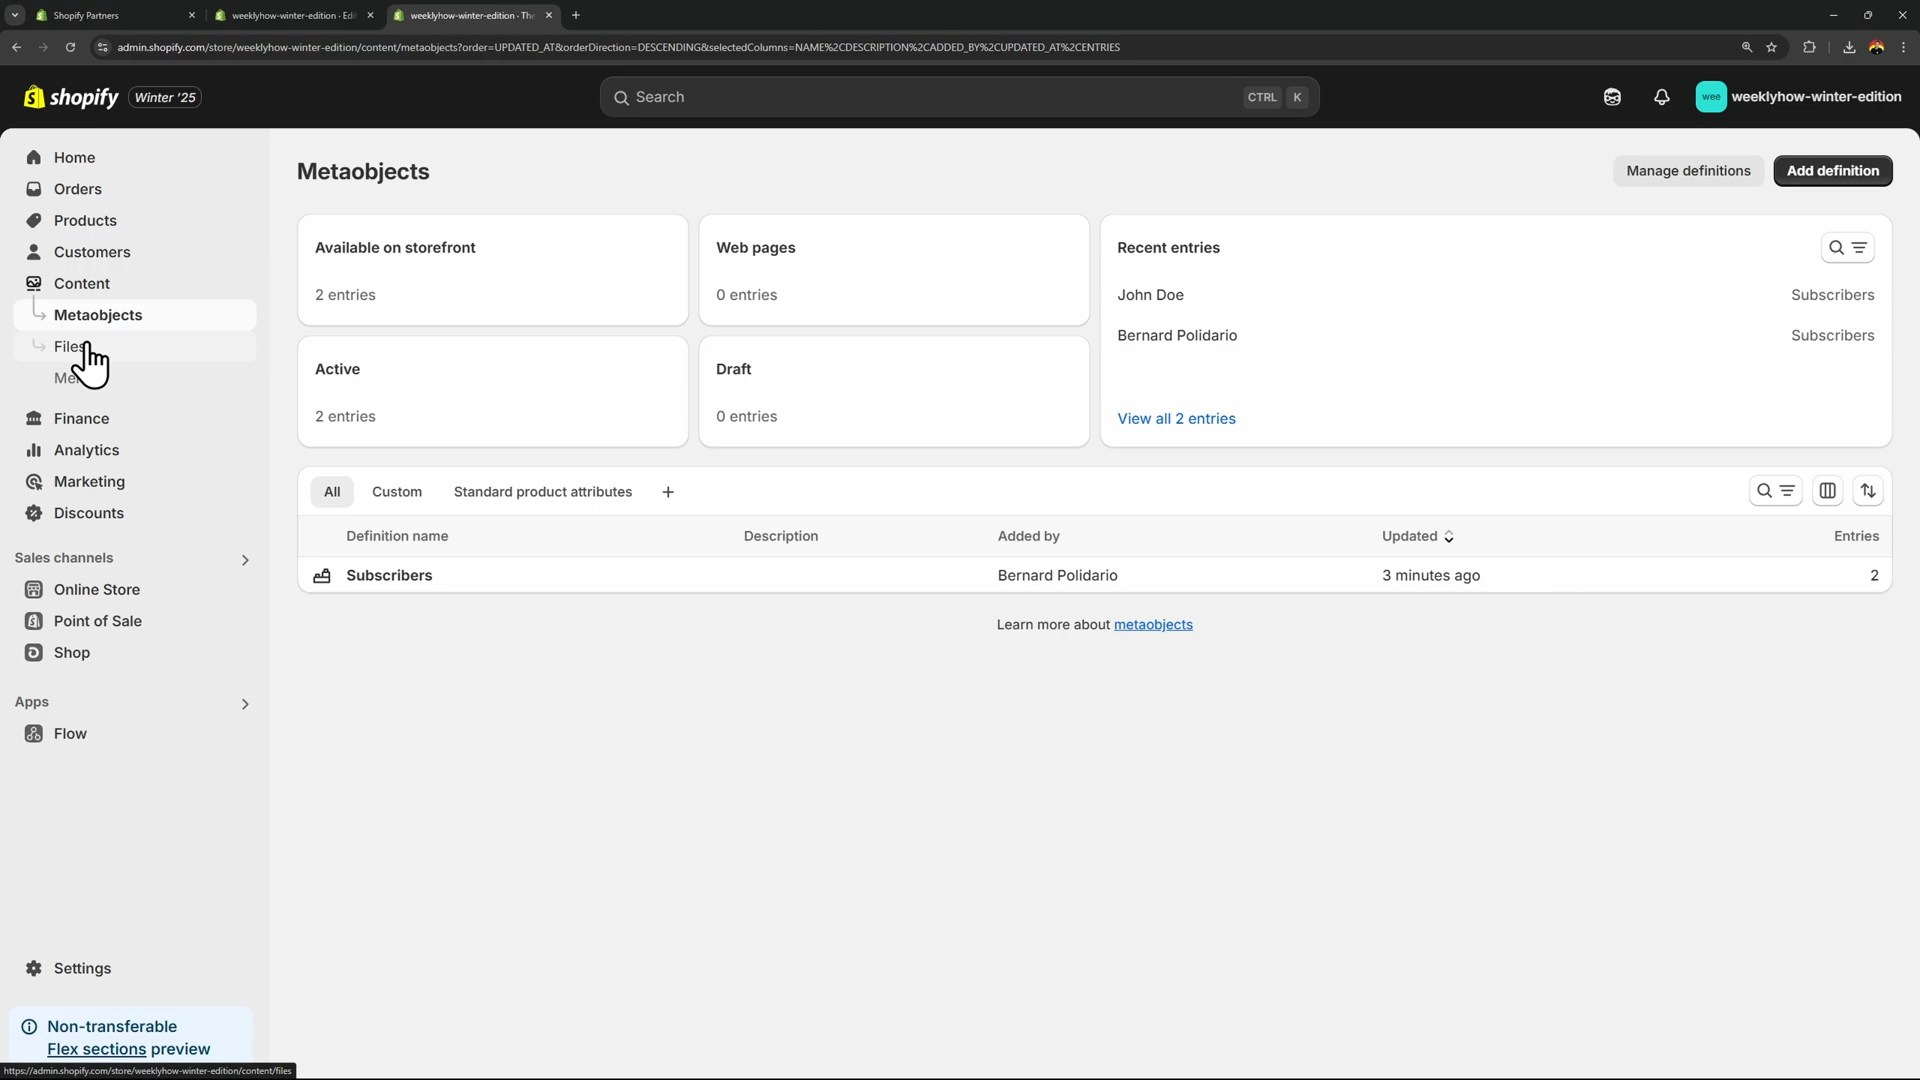 Shopify Partners
weeklyhow-winter-edition · Edi
weeklyhow-winter-edition · The
admin.shopify.com/store/weeklyhow-winter-edition/content/metaobjects?order=UPDATED_AT&orderDirection=DESCENDING&selectedColumns=NAME%2CDESCRIPTION%2CADDED_BY%2CUPDATED_AT%2CENTRIES
shopify
Winter '25
Search
CTRL K
wee
weeklyhow-winter-edition
Home
Orders
Products
Customers
Content
Metaobjects
Files
Finance
Analytics
Marketing
Discounts
Sales channels
Online Store
Point of Sale
Shop
Apps
Flow
Settings
Non-transferable
Flex sections preview
https://admin.shopify.com/store/weeklyhow-winter-edition/content/files
Metaobjects
Manage definitions
Add definition
Available on storefront
2 entries
Web pages
0 entries
Active
2 entries
Draft
0 entries
Recent entries
John Doe Subscribers
Bernard Polidario Subscribers
View all 2 entries
All Custom Standard product attributes +
Definition name Description Added by Updated Entries
Subscribers Bernard Polidario 3 minutes ago 2
Learn more about metaobjects